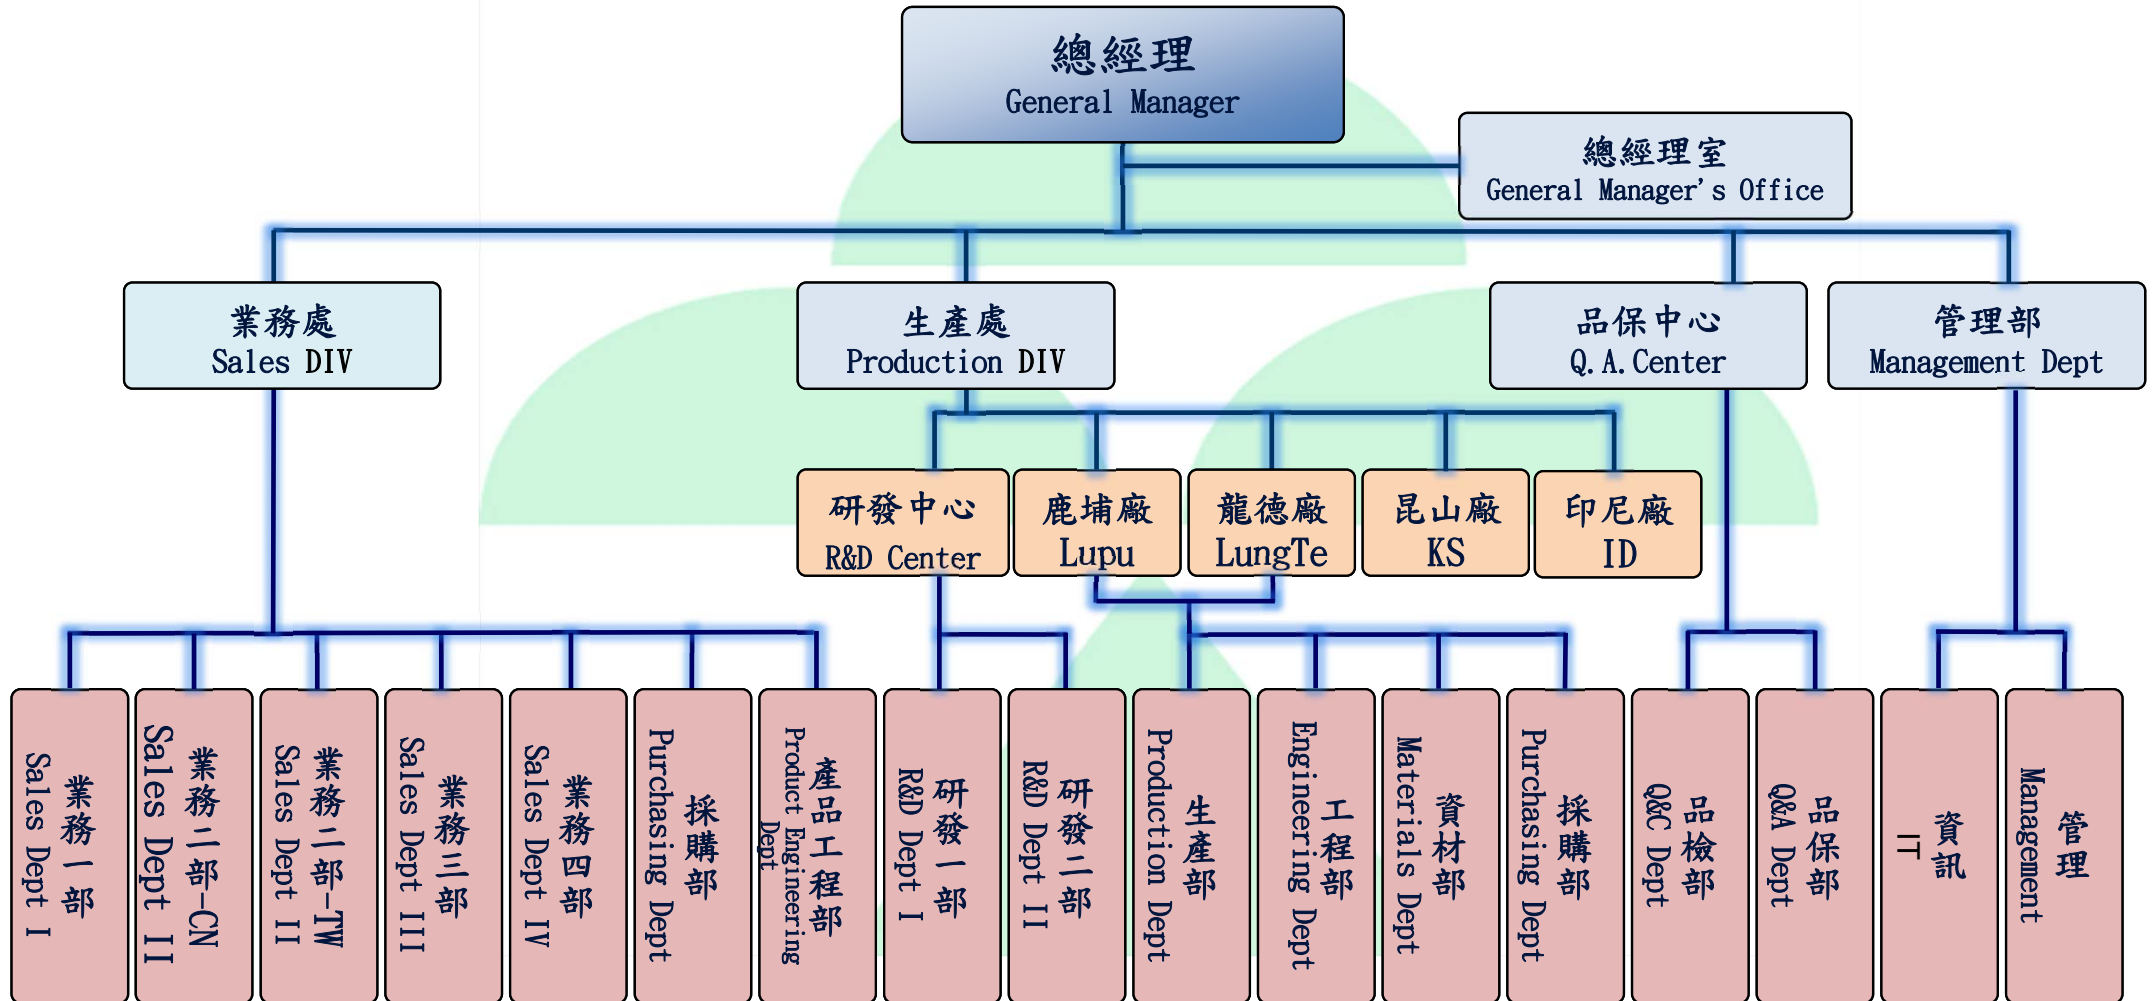 總經理
General Manager
總經理室
General Manager's Office
業務處
Sales DIV
生產處
Production DIV
品保中心
Q.A.Center
管理部
Management Dept
研發中心
R&D Center
鹿埔廠
Lupu
龍德廠
LungTe
昆山廠
KS
印尼廠
ID
業務一部
Sales Dept I
業務二部-CN
Sales Dept II
業務二部-TW
Sales Dept II
業務三部
Sales Dept III
業務四部
Sales Dept IV
採購部
Purchasing Dept
產品工程部
Product Engineering
Dept
研發一部
R&D Dept I
研發二部
R&D Dept II
生產部
Production Dept
工程部
Engineering Dept
資材部
Materials Dept
採購部
Purchasing Dept
品檢部
Q&C Dept
品保部
Q&A Dept
資訊
IT
管理
Management